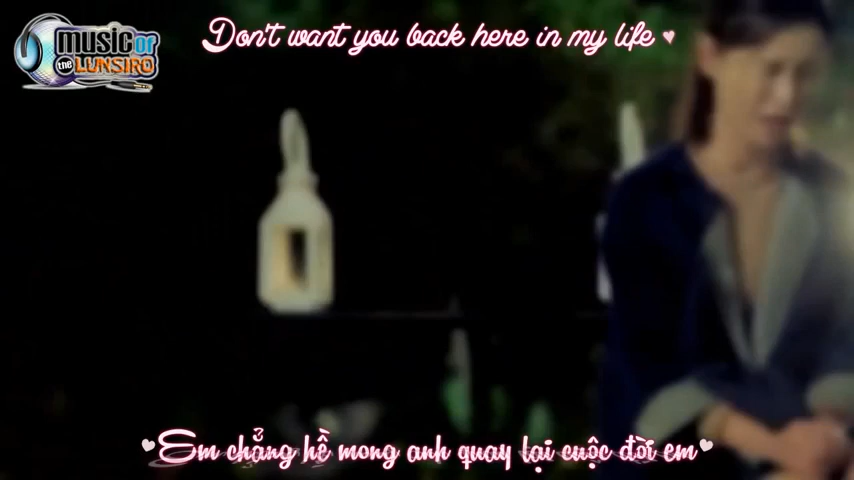 Don't want you back here in my life
music OF
the LUNSIRO
Em chẳng hề mong anh quay lại cuộc đời em